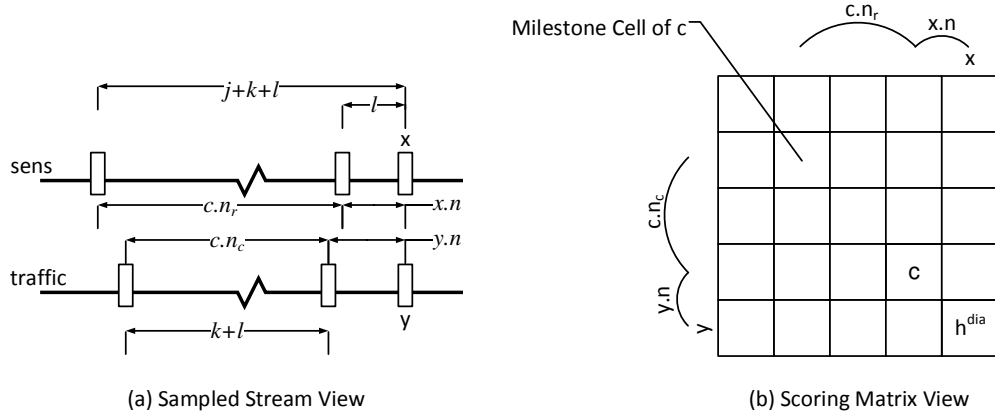 j+k+l
l
x
sens
c.n_r
x.n
c.n_c
y.n
traffic
y
k+l
(a) Sampled Stream View
Milestone Cell of c
c.n_r
x.n
x
c.n_c
y.n
y
c
h^dia
(b) Scoring Matrix View